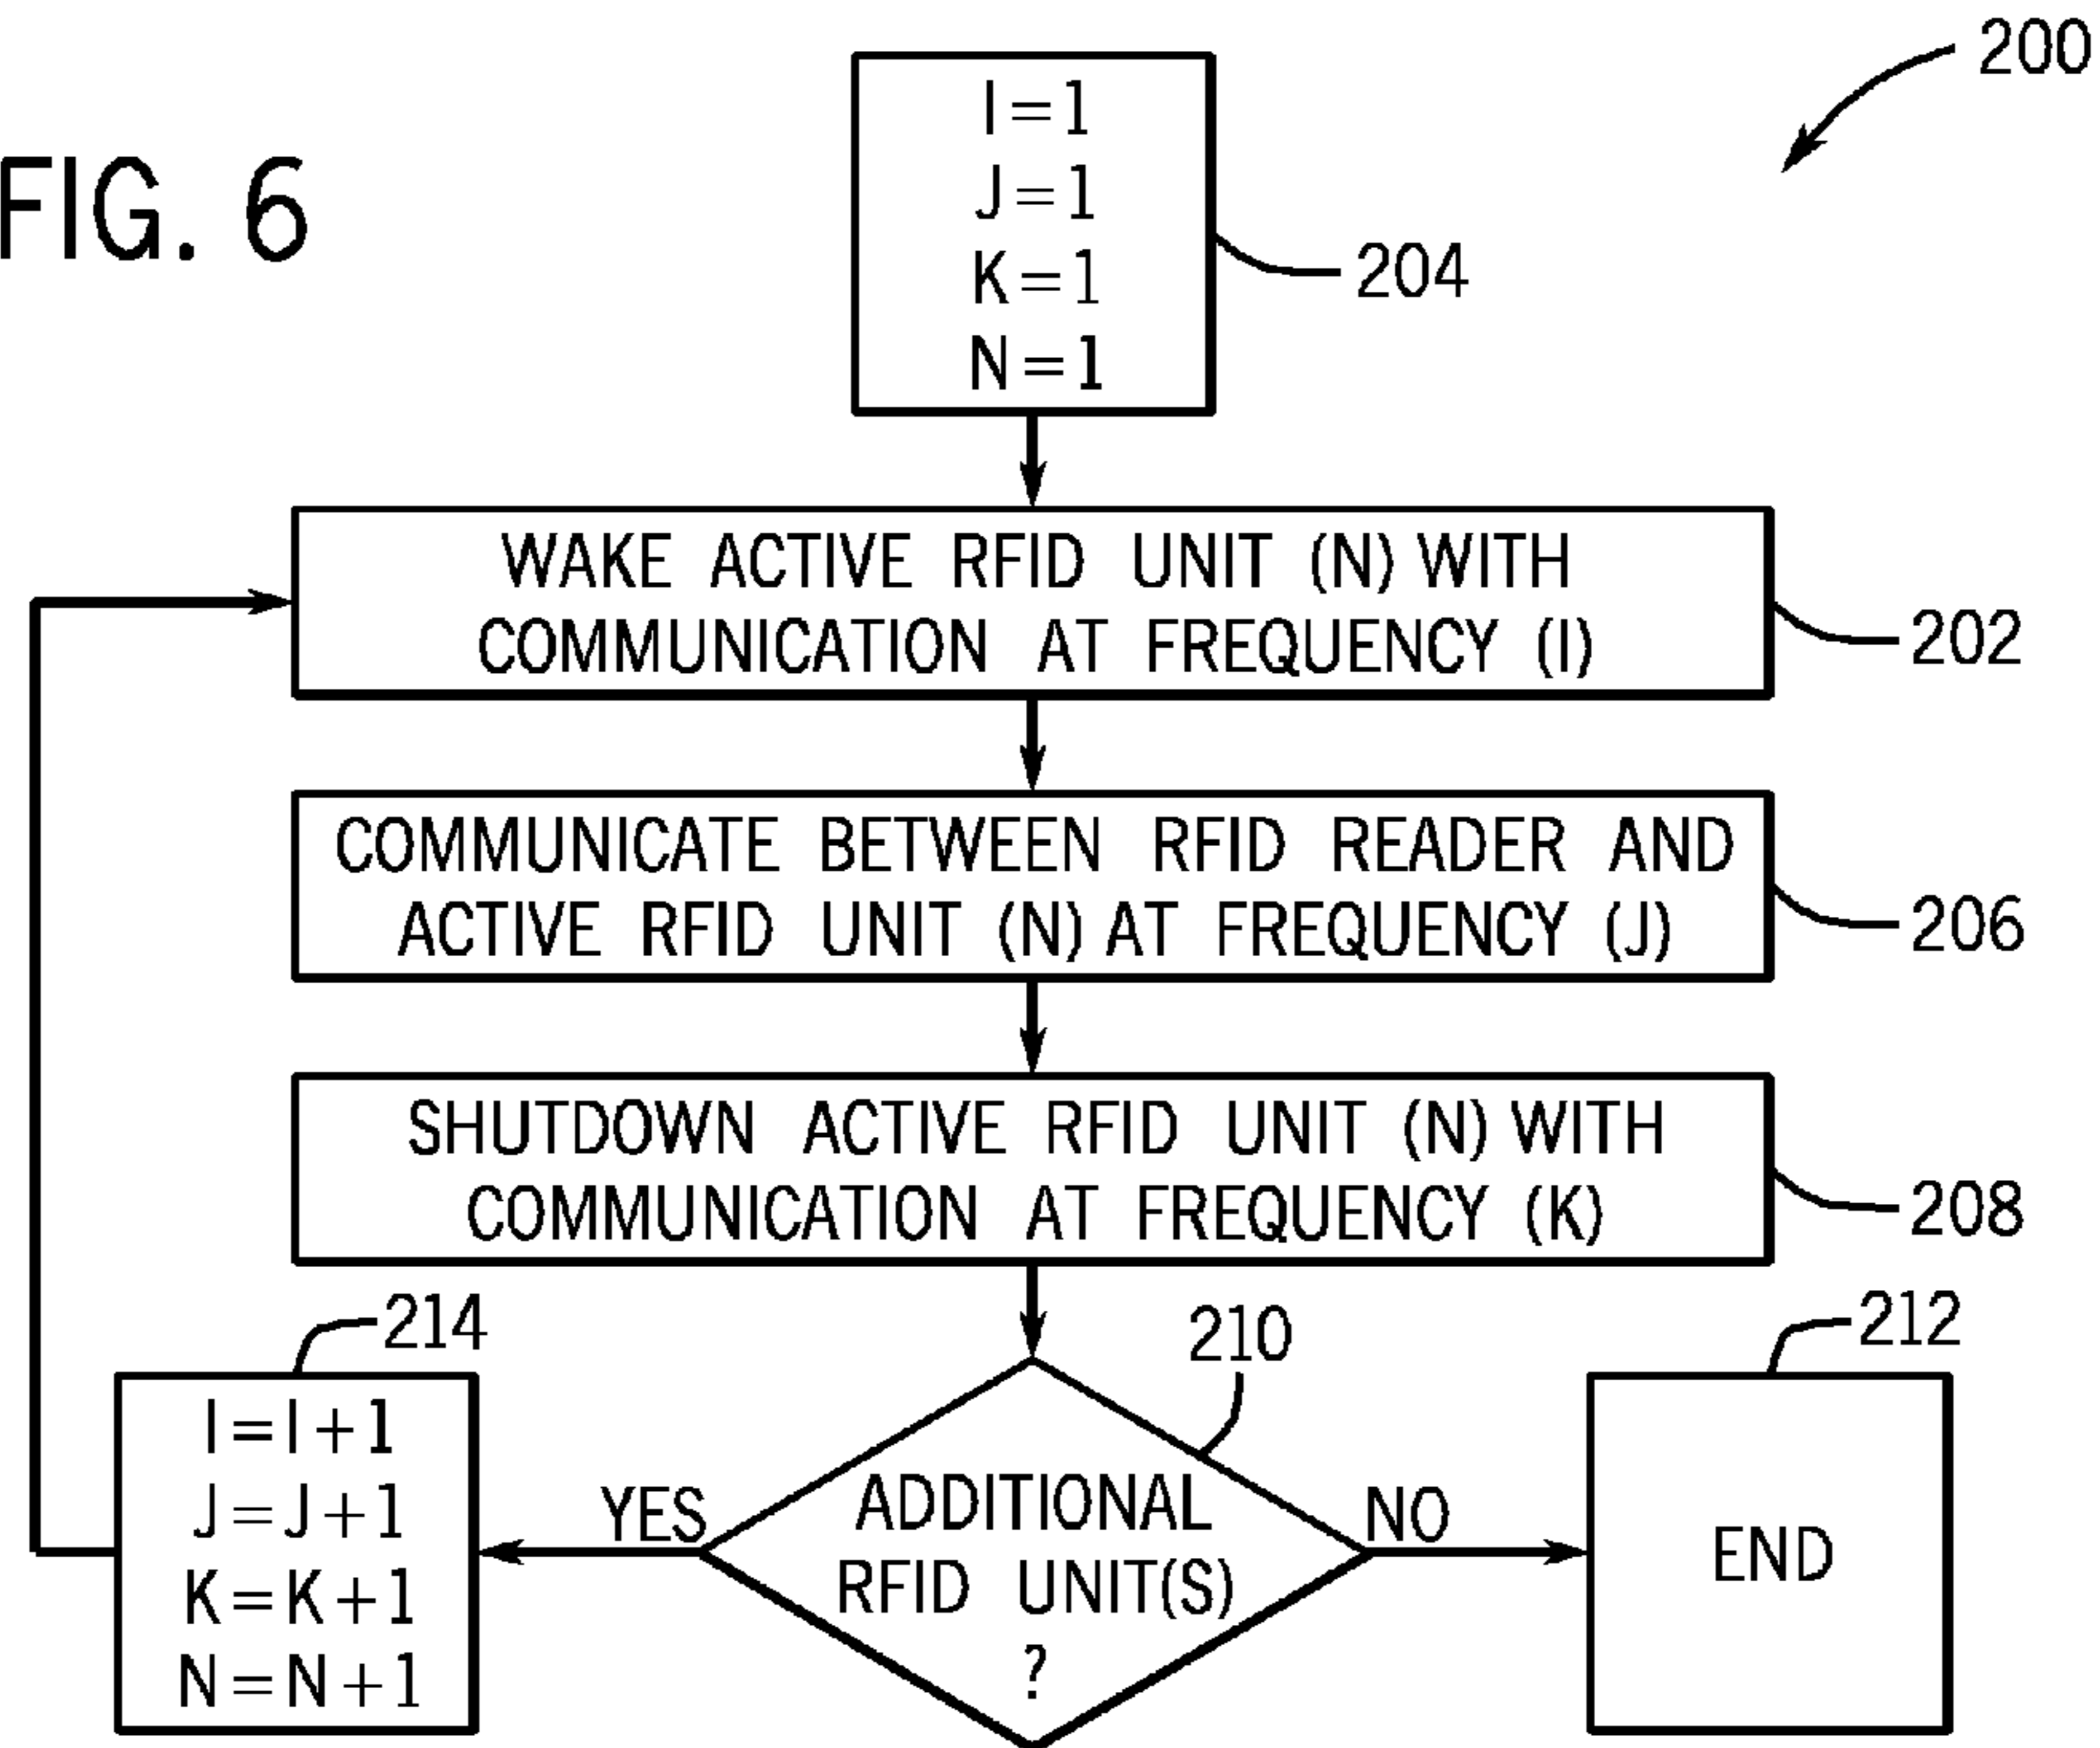 FIG. 6
200
I=1
J=1
K=1
N=1
204
WAKE ACTIVE RFID UNIT (N) WITH
COMMUNICATION AT FREQUENCY (I)
202
COMMUNICATE BETWEEN RFID READER AND
ACTIVE RFID UNIT (N) AT FREQUENCY (J)
206
SHUTDOWN ACTIVE RFID UNIT (N) WITH
COMMUNICATION AT FREQUENCY (K)
208
214
I=I+1
J=J+1
K=K+1
N=N+1
YES
210
ADDITIONAL
RFID UNIT(S)
?
NO
212
END